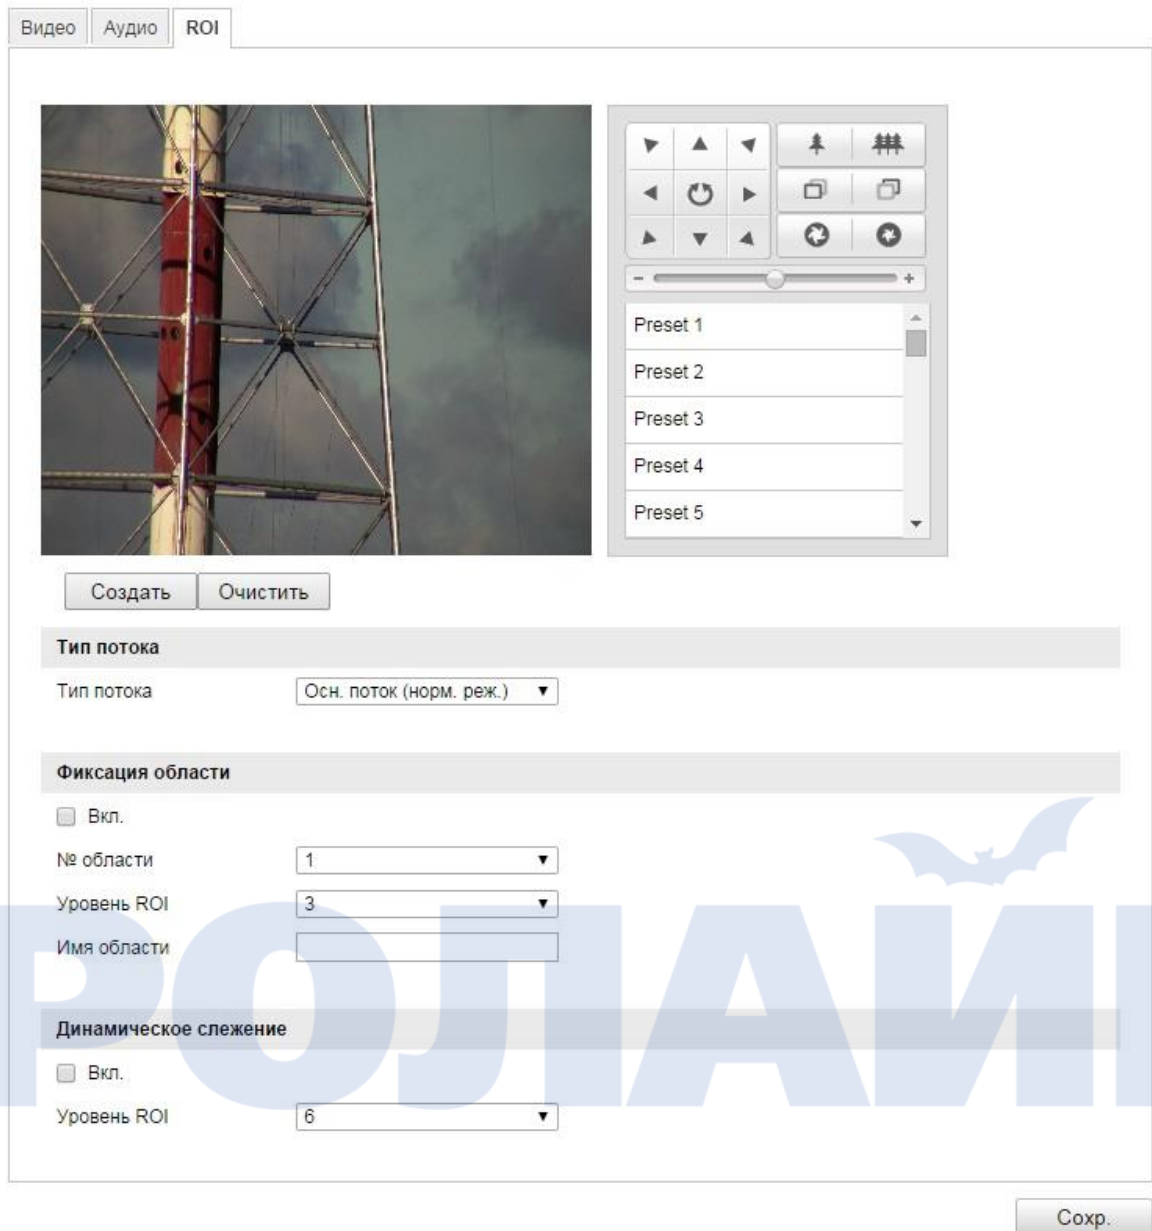 Видео Аудио ROI
Preset 1
Preset 2
Preset 3
Preset 4
Preset 5
Создать Очистить
Тип потока
Тип потока Осн. поток (норм. реж.)
Фиксация области
Вкл.
№ области 1
Уровень ROI 3
Имя области
РОЛАЙ
Динамическое слежение
Вкл.
Уровень ROI 6
Сохр.